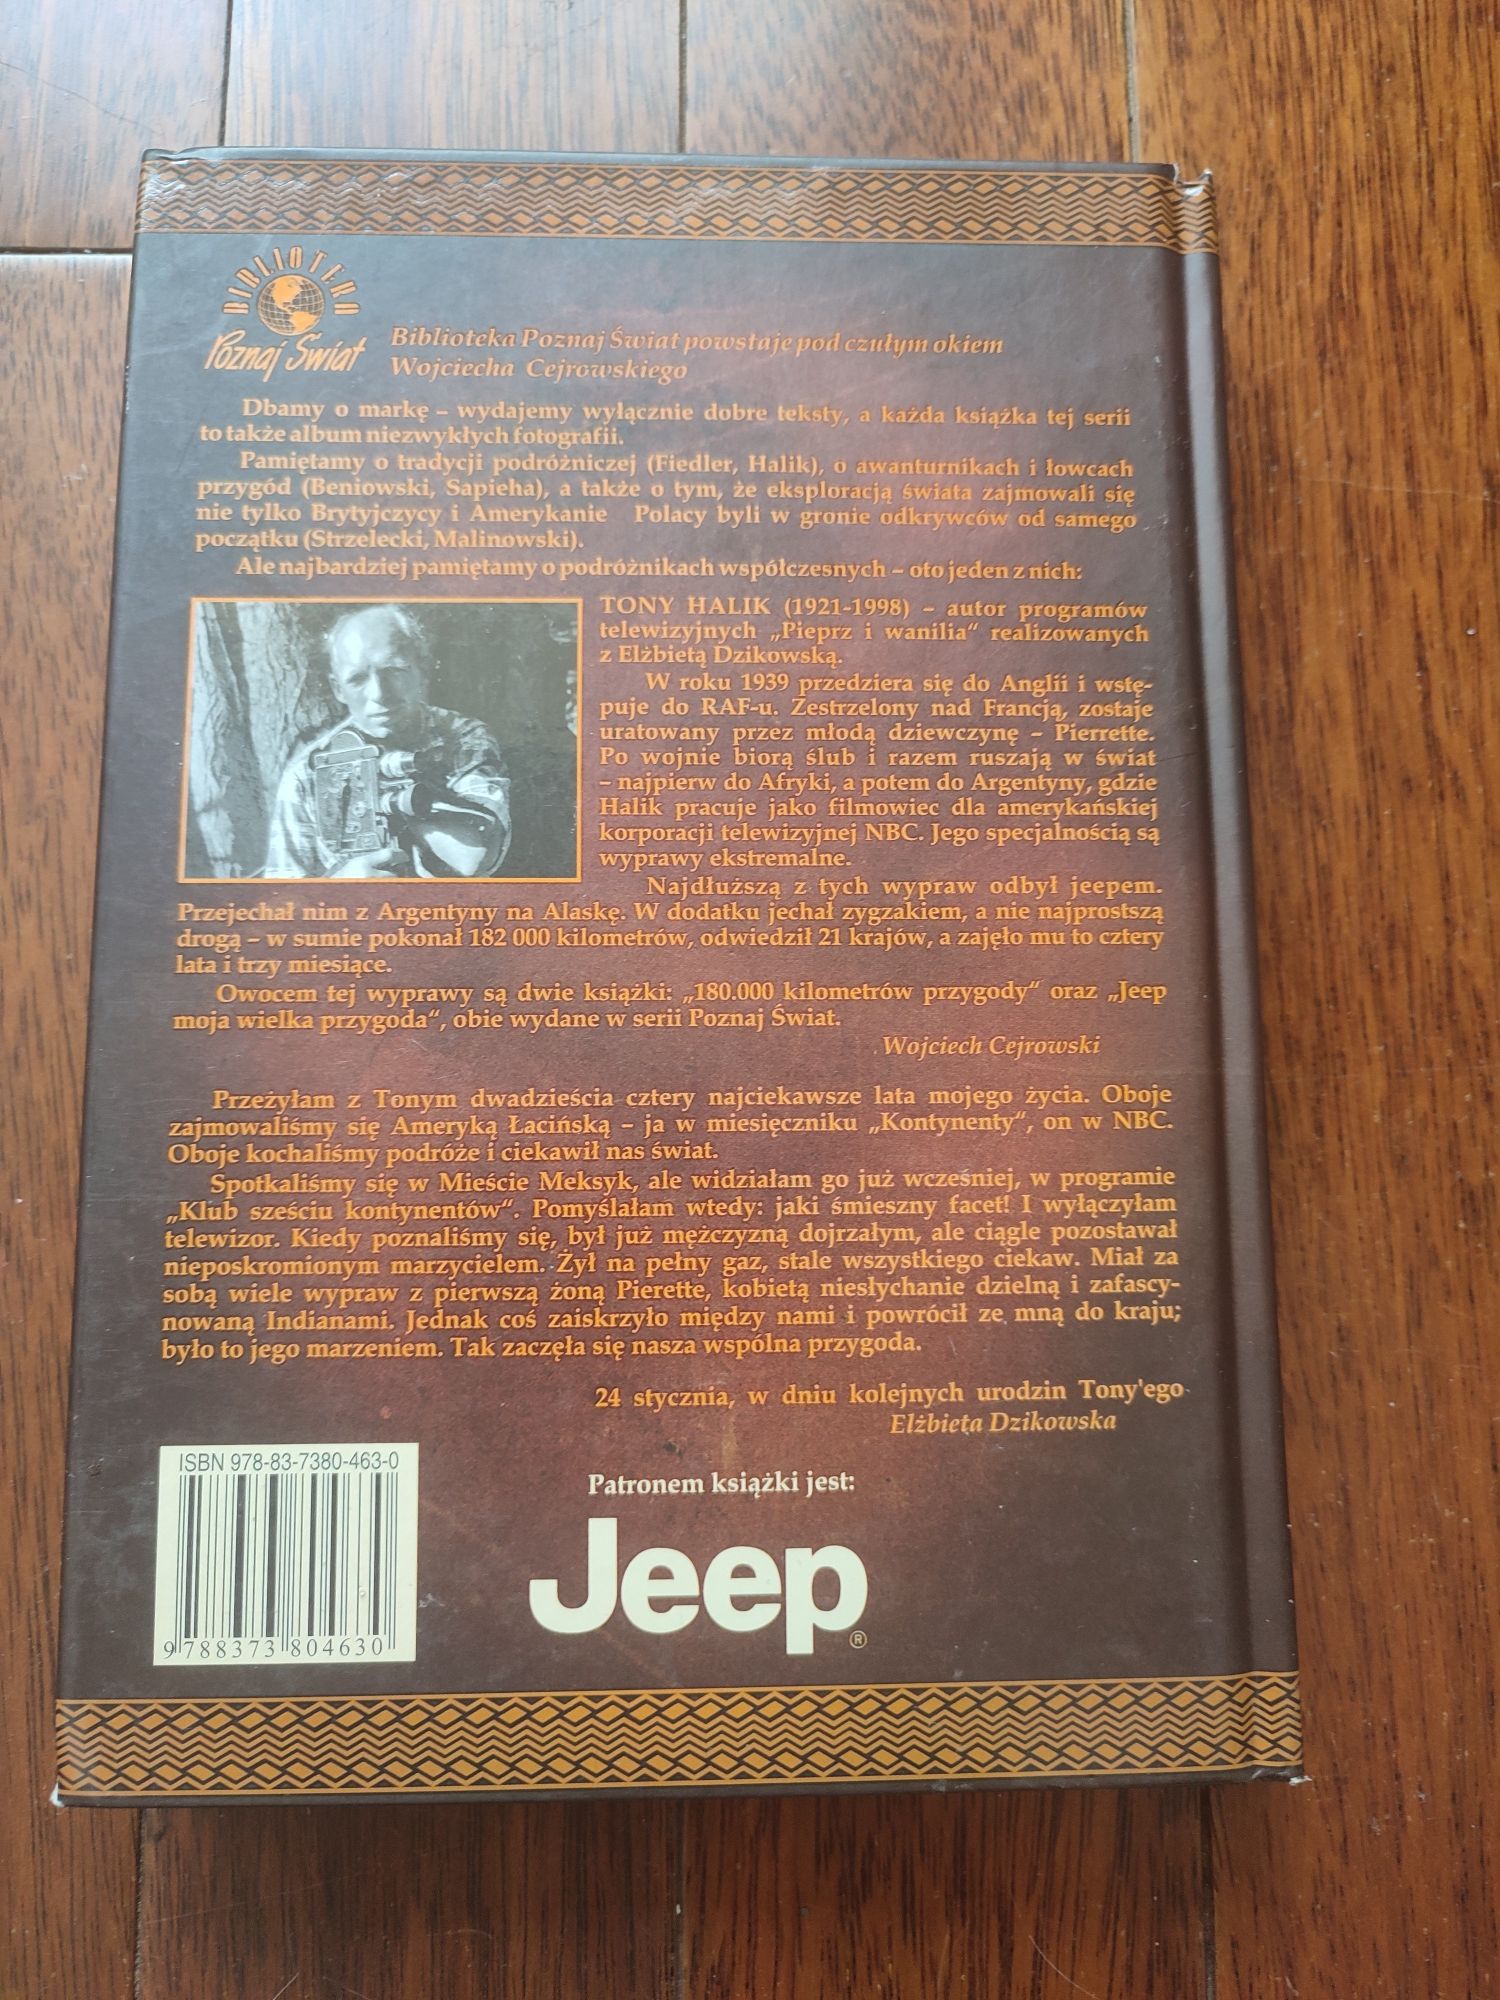 BIBLIOTEKA
Poznaj Świat
Biblioteka Poznaj Świat powstaje pod czułym okiem
Wojciecha Cejrowskiego
Dbamy o markę – wydajemy wyłącznie dobre teksty, a każda książka tej serii
to także album niezwykłych fotografii.
Pamiętamy o tradycji podróżniczej (Fiedler, Halik), o awanturnikach i łowcach
przygód (Beniowski, Sapieha), a także o tym, że eksploracją świata zajmowali się
nie tylko Brytyjczycy i Amerykanie Polacy byli w gronie odkrywców od samego
początku (Strzelecki, Malinowski).
Ale najbardziej pamiętamy o podróżnikach współczesnych – oto jeden z nich:
TONY HALIK (1921-1998) – autor programów
telewizyjnych „Pieprz i wanilia“ realizowanych
z Elżbietą Dzikowską.
W roku 1939 przedziera się do Anglii i wstę-
puje do RAF-u. Zestrzelony nad Francją, zostaje
uratowany przez młodą dziewczynę – Pierrette.
Po wojnie biorą ślub i razem ruszają w świat
– najpierw do Afryki, a potem do Argentyny, gdzie
Halik pracuje jako filmowiec dla amerykańskiej
korporacji telewizyjnej NBC. Jego specjalnością są
wyprawy ekstremalne.
Najdłuższą z tych wypraw odbył jeepem.
Przejechał nim z Argentyny na Alaskę. W dodatku jechał zygzakiem, a nie najprostszą
drogą – w sumie pokonał 182 000 kilometrów, odwiedził 21 krajów, a zajęło mu to cztery
lata i trzy miesiące.
Owocem tej wyprawy są dwie książki: „180.000 kilometrów przygody“ oraz „Jeep
moja wielka przygoda“, obie wydane w serii Poznaj Świat.
Wojciech Cejrowski
Przeżyłam z Tonym dwadzieścia cztery najciekawsze lata mojego życia. Oboje
zajmowaliśmy się Ameryką Łacińską – ja w miesięczniku „Kontynenty“, on w NBC.
Oboje kochaliśmy podróże i ciekawił nas świat.
Spotkaliśmy się w Mieście Meksyk, ale widziałam go już wcześniej, w programie
„Klub sześciu kontynentów“. Pomyślałam wtedy: jaki śmieszny facet! I wyłączyłam
telewizor. Kiedy poznaliśmy się, był już mężczyzną dojrzałym, ale ciągle pozostawał
nieposkromionym marzycielem. Żył na pełny gaz, stale wszystkiego ciekaw. Miał za
sobą wiele wypraw z pierwszą żoną Pierette, kobietą niesłychanie dzielną i zafascy-
nowaną Indianami. Jednak coś zaiskrzyło między nami i powrócił ze mną do kraju;
było to jego marzeniem. Tak zaczęła się nasza wspólna przygoda.
24 stycznia, w dniu kolejnych urodzin Tony'ego
Elżbieta Dzikowska
ISBN 978-83-7380-463-0
9 788373 804630
Patronem książki jest:
Jeep
®